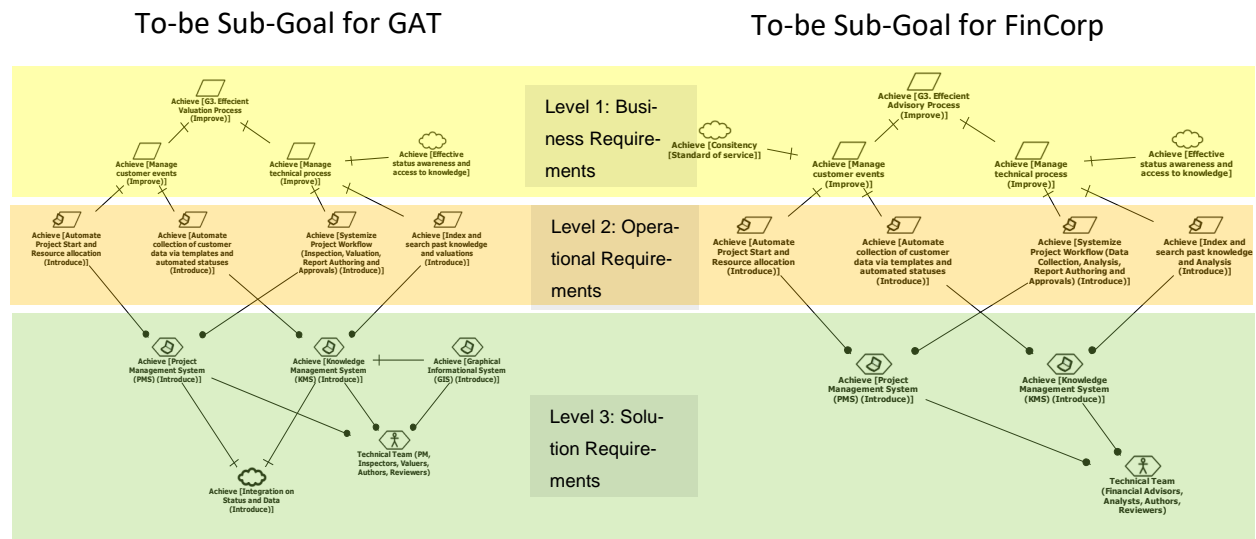 To-be Sub-Goal for GAT
To-be Sub-Goal for FinCorp
Level 1: Busi-
ness Require-
ments
Achieve [G3. Effecient
Valuation Process
(Improve)]
Achieve [Manage
customer events
(Improve)]
Achieve [Manage
technical process
(Improve)]
Achieve [Effective
status awareness and
access to knowledge]
Achieve [G3. Effecient
Advisory Process
(Improve)]
Achieve [Consitency
[Standard of service]]
Achieve [Manage
customer events
(Improve)]
Achieve [Manage
technical process
(Improve)]
Achieve [Effective
status awareness and
access to knowledge]
Level 2: Opera-
tional Require-
ments
Achieve [Automate
Project Start and
Resource allocation
(Introduce)]
Achieve [Automate
collection of customer
data via templates and
automated statuses
(Introduce)]
Achieve [Systemize
Project Workflow
(Inspection, Valuation,
Report Authoring and
Approvals) (Introduce)]
Achieve [Index and
search past knowledge
and valuations
(Introduce)]
Achieve [Automate
Project Start and
Resource allocation
(Introduce)]
Achieve [Automate
collection of customer
data via templates and
automated statuses
(Introduce)]
Achieve [Systemize
Project Workflow (Data
Collection, Analysis,
Report Authoring and
Approvals) (Introduce)]
Achieve [Index and
search past knowledge
and Analysis
(Introduce)]
Level 3: Solu-
tion Require-
ments
Achieve [Project
Management System
(PMS) (Introduce)]
Achieve [Knowledge
Management System
(KMS) (Introduce)]
Achieve [Graphical
Informational System
(GIS) (Introduce)]
Technical Team (PM,
Inspectors, Valuers,
Authors, Reviewers)
Achieve [Integration on
Status and Data
(Introduce)]
Achieve [Project
Management System
(PMS) (Introduce)]
Achieve [Knowledge
Management System
(KMS) (Introduce)]
Technical Team
(Financial Advisors,
Analysts, Authors,
Reviewers)